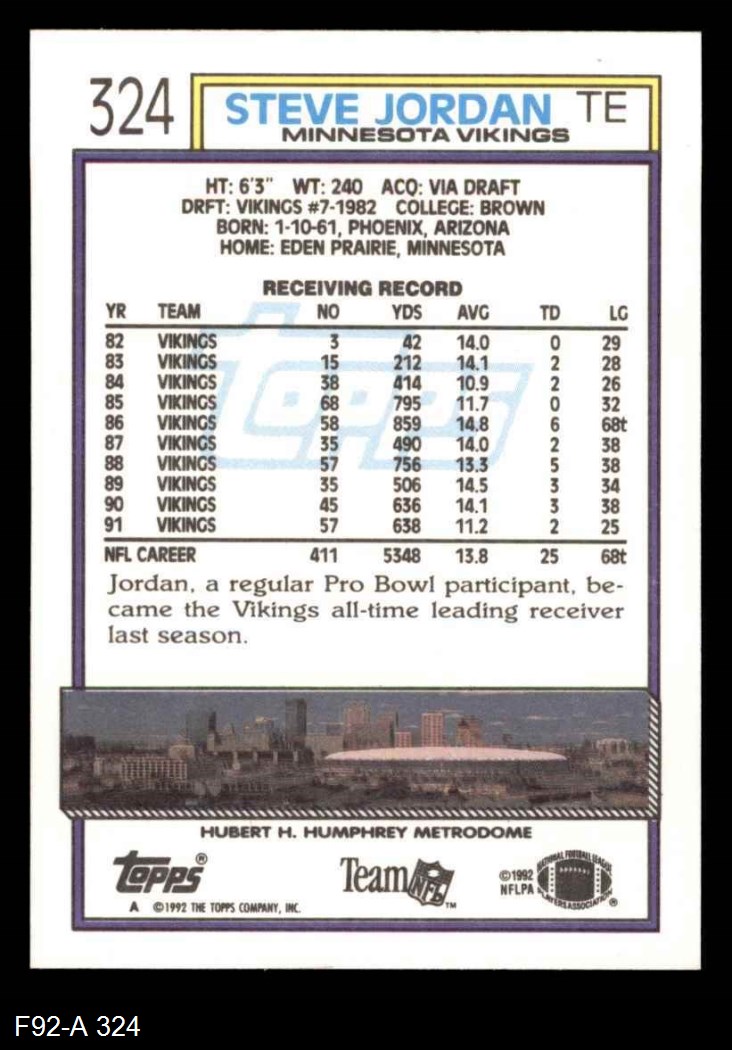 324 STEVE JORDAN TE
MINNESOTA VIKINGS
HT: 6'3" WT: 240 ACQ: VIA DRAFT
DRFT: VIKINGS #7-1982 COLLEGE: BROWN
BORN: 1-10-61, PHOENIX, ARIZONA
HOME: EDEN PRAIRIE, MINNESOTA
RECEIVING RECORD
YR TEAM NO YDS AVG TD LG
82 VIKINGS 3 42 14.0 0 29
83 VIKINGS 15 212 14.1 2 28
84 VIKINGS 38 414 10.9 2 26
85 VIKINGS 68 795 11.7 0 32
86 VIKINGS 58 859 14.8 6 68t
87 VIKINGS 35 490 14.0 2 38
88 VIKINGS 57 756 13.3 5 38
89 VIKINGS 35 506 14.5 3 34
90 VIKINGS 45 636 14.1 3 38
91 VIKINGS 57 638 11.2 2 25
NFL CAREER 411 5348 13.8 25 68t
topps
Jordan, a regular Pro Bowl participant, be-
came the Vikings all-time leading receiver
last season.
HUBERT H. HUMPHREY METRODOME
topps® Team NFL™ ©1992
NFLPA
NATIONAL FOOTBALL LEAGUE
PLAYERS ASSOCIATION ®
A ©1992 THE TOPPS COMPANY, INC.
F92-A 324